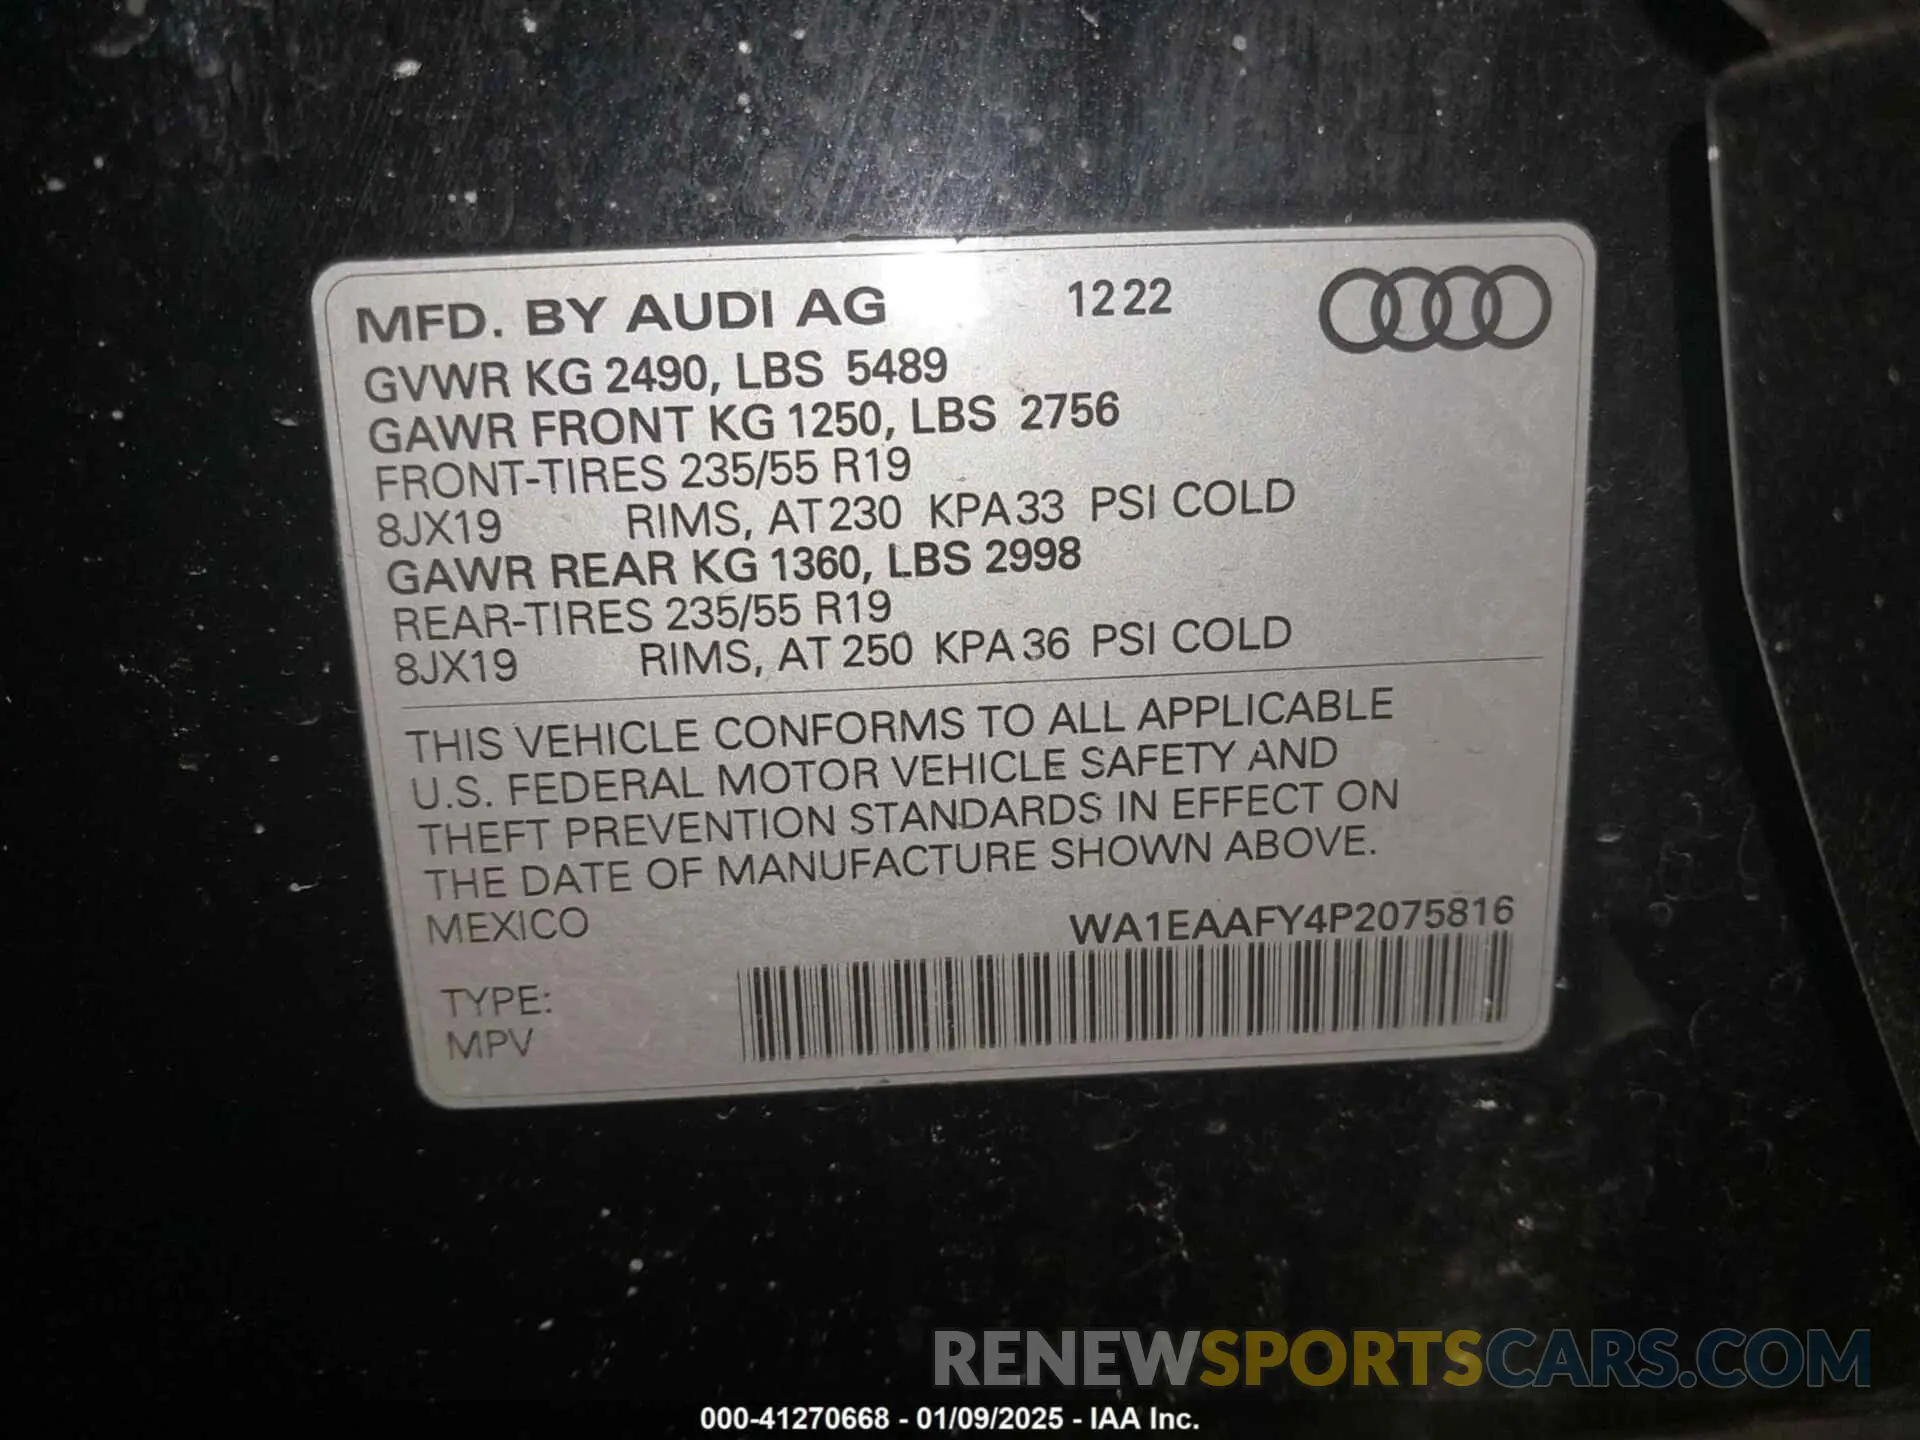 MFD. BY AUDI AG 12 22
GVWR KG 2490, LBS 5489
GAWR FRONT KG 1250, LBS 2756
FRONT-TIRES 235/55 R19
8JX19 RIMS, AT 230 KPA 33 PSI COLD
GAWR REAR KG 1360, LBS 2998
REAR-TIRES 235/55 R19
8JX19 RIMS, AT 250 KPA 36 PSI COLD
THIS VEHICLE CONFORMS TO ALL APPLICABLE
U.S. FEDERAL MOTOR VEHICLE SAFETY AND
THEFT PREVENTION STANDARDS IN EFFECT ON
THE DATE OF MANUFACTURE SHOWN ABOVE.
MEXICO WA1EAAFY4P2075816
TYPE:
MPV
RENEWSPORTSCARS.COM
000-41270668 - 01/09/2025 - IAA Inc.